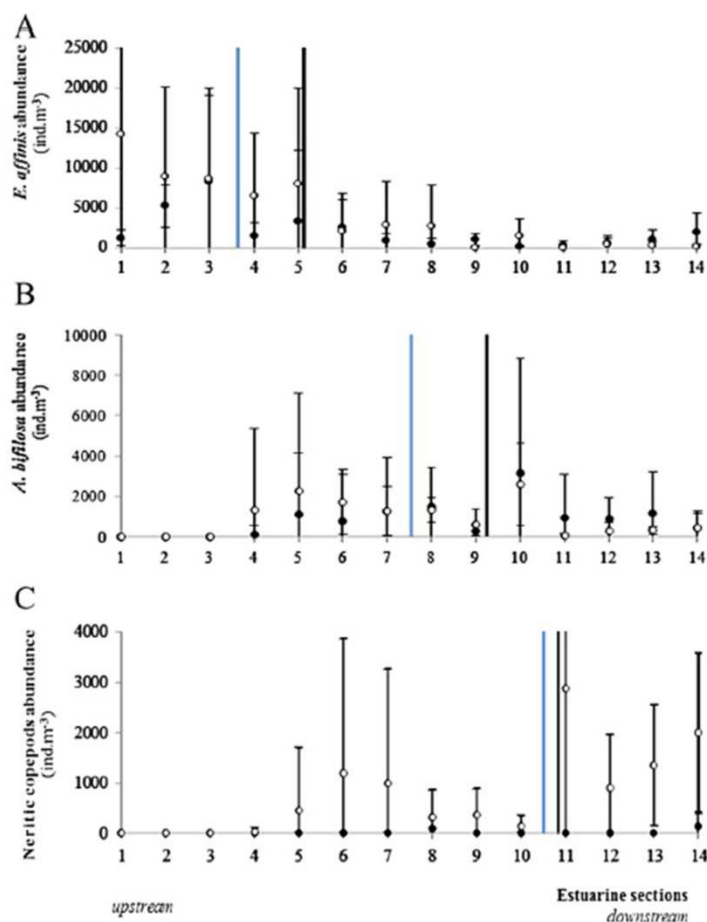 A
E. affinis abundance
(ind.m-3)
25000
20000
15000
10000
5000
0
1 2 3 4 5 6 7 8 9 10 11 12 13 14
B
A. bifilosa abundance
(ind.m-3)
10000
8000
6000
4000
2000
0
1 2 3 4 5 6 7 8 9 10 11 12 13 14
C
Neritic copepods abundance
(ind.m-3)
4000
3000
2000
1000
0
1 2 3 4 5 6 7 8 9 10 11 12 13 14
upstream
Estuarine sections
downstream